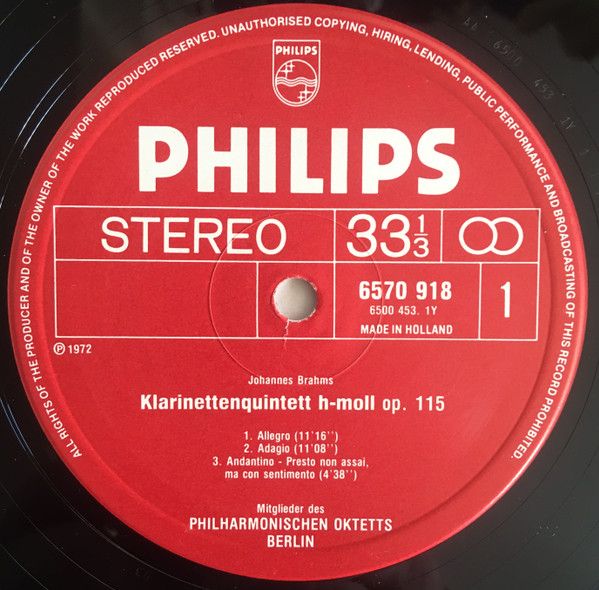 ALL RIGHTS OF THE PRODUCER AND OF THE OWNER OF THE WORK REPRODUCED RESERVED. UNAUTHORISED COPYING, HIRING, LENDING, PUBLIC PERFORMANCE AND BROADCASTING OF THIS RECORD PROHIBITED.
PHILIPS
PHILIPS
STEREO 33 1/3
6570 918 1
6500 453. 1Y
MADE IN HOLLAND
℗ 1972
Johannes Brahms
Klarinettenquintett h-moll op. 115
1. Allegro (11'16'')
2. Adagio (11'08'')
3. Andantino - Presto non assai,
ma con sentimento (4'38'')
Mitglieder des
PHILHARMONISCHEN OKTETTS
BERLIN